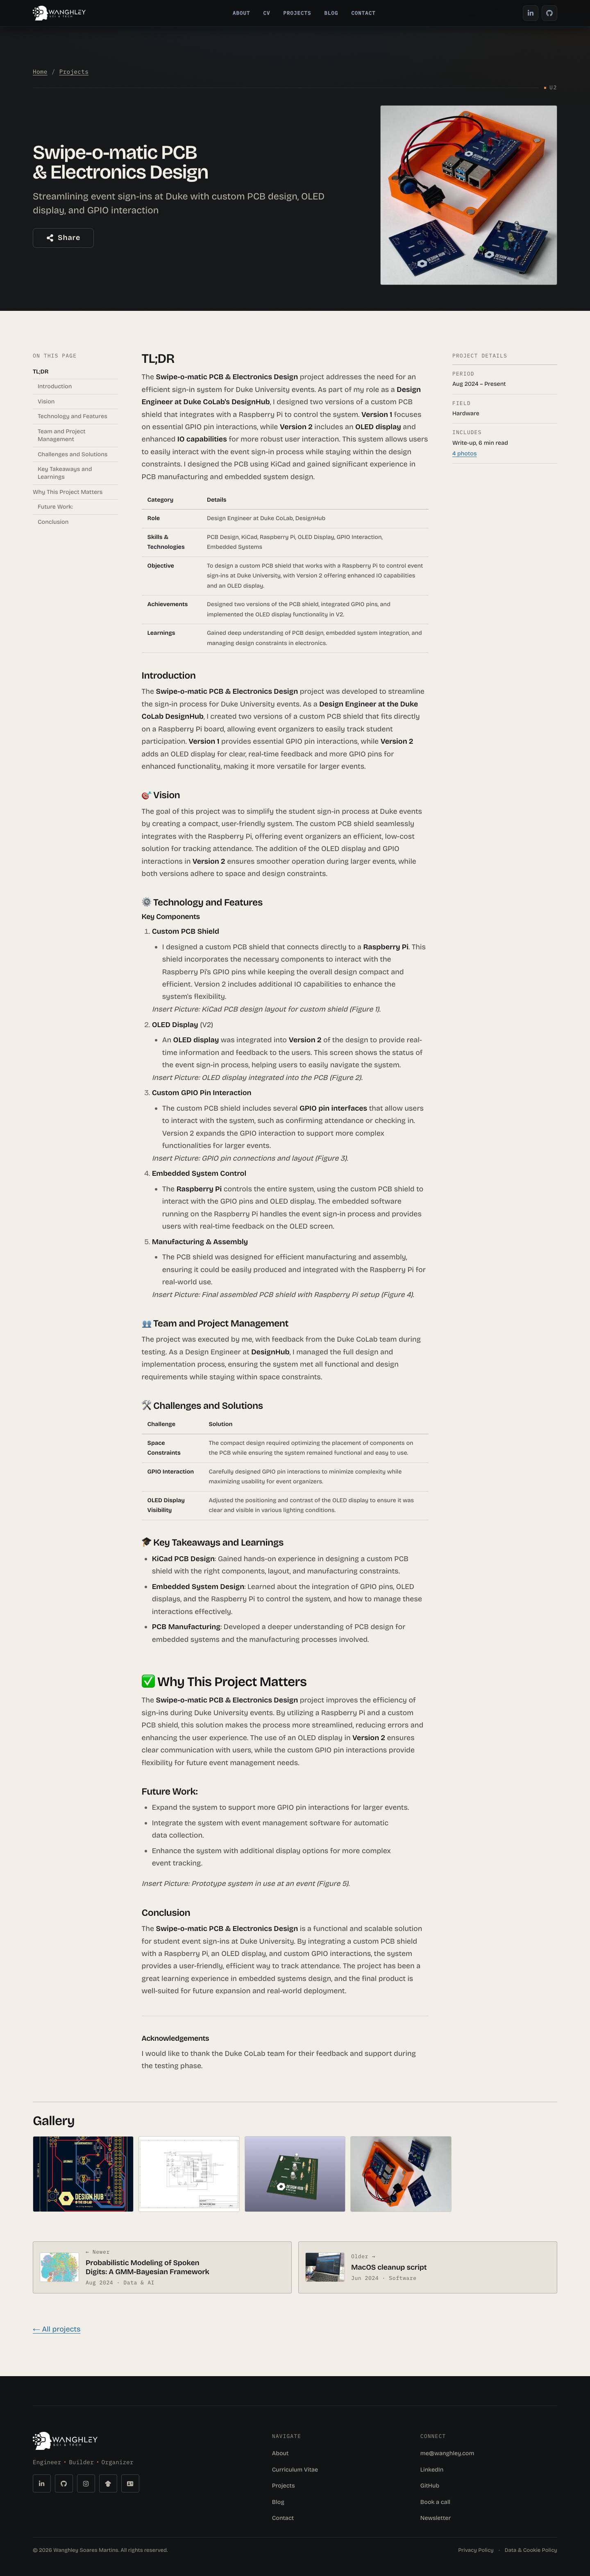 WANGHLEY
ABOUT
CV
PROJECTS
BLOG
CONTACT
Home / Projects
V2
Swipe-o-matic PCB
& Electronics Design
Streamlining event sign-ins at Duke with custom PCB design, OLED
display, and GPIO interaction
Share
ON THIS PAGE
TL;DR
Introduction
Vision
Technology and Features
Team and Project
Management
Challenges and Solutions
Key Takeaways and
Learnings
Why This Project Matters
Future Work:
Conclusion
TL;DR
The Swipe-o-matic PCB & Electronics Design project addresses the need for an
efficient sign-in system for Duke University events. As part of my role as a Design
Engineer at Duke CoLab's DesignHub, I designed two versions of a custom PCB
shield that integrates with a Raspberry Pi to control the system. Version 1 focuses
on essential GPIO pin interactions, while Version 2 includes an OLED display and
enhanced IO capabilities for more robust user interaction. This system allows users
to easily interact with the event sign-in process while staying within the design
constraints. I designed the PCB using KiCad and gained significant experience in
PCB manufacturing and embedded system design.
Category Details
Role Design Engineer at Duke CoLab, DesignHub
Skills & PCB Design, KiCad, Raspberry Pi, OLED Display, GPIO Interaction,
Technologies Embedded Systems
Objective To design a custom PCB shield that works with a Raspberry Pi to control event
sign-ins at Duke University, with Version 2 offering enhanced IO capabilities
and an OLED display.
Achievements Designed two versions of the PCB shield, integrated GPIO pins, and
implemented the OLED display functionality in V2.
Learnings Gained deep understanding of PCB design, embedded system integration, and
managing design constraints in electronics.
PROJECT DETAILS
PERIOD
Aug 2024 – Present
FIELD
Hardware
INCLUDES
Write-up, 6 min read
4 photos
Introduction
The Swipe-o-matic PCB & Electronics Design project was developed to streamline
the sign-in process for Duke University events. As a Design Engineer at the Duke
CoLab DesignHub, I created two versions of a custom PCB shield that fits directly
on a Raspberry Pi board, allowing event organizers to easily track student
participation. Version 1 provides essential GPIO pin interactions, while Version 2
adds an OLED display for clear, real-time feedback and more GPIO pins for
enhanced functionality, making it more versatile for larger events.
🎯 Vision
The goal of this project was to simplify the student sign-in process at Duke events
by creating a compact, user-friendly system. The custom PCB shield seamlessly
integrates with the Raspberry Pi, offering event organizers an efficient, low-cost
solution for tracking attendance. The addition of the OLED display and GPIO
interactions in Version 2 ensures smoother operation during larger events, while
both versions adhere to space and design constraints.
⚙️ Technology and Features
Key Components
1. Custom PCB Shield
• I designed a custom PCB shield that connects directly to a Raspberry Pi. This
shield incorporates the necessary components to interact with the
Raspberry Pi's GPIO pins while keeping the overall design compact and
efficient. Version 2 includes additional IO capabilities to enhance the
system's flexibility.
Insert Picture: KiCad PCB design layout for custom shield (Figure 1).
2. OLED Display (V2)
• An OLED display was integrated into Version 2 of the design to provide real-
time information and feedback to the users. This screen shows the status of
the event sign-in process, helping users to easily navigate the system.
Insert Picture: OLED display integrated into the PCB (Figure 2).
3. Custom GPIO Pin Interaction
• The custom PCB shield includes several GPIO pin interfaces that allow users
to interact with the system, such as confirming attendance or checking in.
Version 2 expands the GPIO interaction to support more complex
functionalities for larger events.
Insert Picture: GPIO pin connections and layout (Figure 3).
4. Embedded System Control
• The Raspberry Pi controls the entire system, using the custom PCB shield to
interact with the GPIO pins and OLED display. The embedded software
running on the Raspberry Pi handles the event sign-in process and provides
users with real-time feedback on the OLED screen.
5. Manufacturing & Assembly
• The PCB shield was designed for efficient manufacturing and assembly,
ensuring it could be easily produced and integrated with the Raspberry Pi for
real-world use.
Insert Picture: Final assembled PCB shield with Raspberry Pi setup (Figure 4).
👥 Team and Project Management
The project was executed by me, with feedback from the Duke CoLab team during
testing. As a Design Engineer at DesignHub, I managed the full design and
implementation process, ensuring the system met all functional and design
requirements while staying within space constraints.
🛠️ Challenges and Solutions
Challenge Solution
Space The compact design required optimizing the placement of components on
Constraints the PCB while ensuring the system remained functional and easy to use.
GPIO Interaction Carefully designed GPIO pin interactions to minimize complexity while
maximizing usability for event organizers.
OLED Display Adjusted the positioning and contrast of the OLED display to ensure it was
Visibility clear and visible in various lighting conditions.
🎓 Key Takeaways and Learnings
• KiCad PCB Design: Gained hands-on experience in designing a custom PCB
shield with the right components, layout, and manufacturing constraints.
• Embedded System Design: Learned about the integration of GPIO pins, OLED
displays, and the Raspberry Pi to control the system, and how to manage these
interactions effectively.
• PCB Manufacturing: Developed a deeper understanding of PCB design for
embedded systems and the manufacturing processes involved.
✅ Why This Project Matters
The Swipe-o-matic PCB & Electronics Design project improves the efficiency of
sign-ins during Duke University events. By utilizing a Raspberry Pi and a custom
PCB shield, this solution makes the process more streamlined, reducing errors and
enhancing the user experience. The use of an OLED display in Version 2 ensures
clear communication with users, while the custom GPIO pin interactions provide
flexibility for future event management needs.
Future Work:
• Expand the system to support more GPIO pin interactions for larger events.
• Integrate the system with event management software for automatic
data collection.
• Enhance the system with additional display options for more complex
event tracking.
Insert Picture: Prototype system in use at an event (Figure 5).
Conclusion
The Swipe-o-matic PCB & Electronics Design is a functional and scalable solution
for student event sign-ins at Duke University. By integrating a custom PCB shield
with a Raspberry Pi, an OLED display, and custom GPIO interactions, the system
provides a user-friendly, efficient way to track attendance. The project has been a
great learning experience in embedded systems design, and the final product is
well-suited for future expansion and real-world deployment.
Acknowledgements
I would like to thank the Duke CoLab team for their feedback and support during
the testing phase.
Gallery
DESIGN HUB
← Newer
Probabilistic Modeling of Spoken
Digits: A GMM-Bayesian Framework
Aug 2024 · Data & AI
Older →
MacOS cleanup script
Jun 2024 · Software
← All projects
WANGHLEY
Engineer • Builder • Organizer
NAVIGATE
About
Curriculum Vitae
Projects
Blog
Contact
CONNECT
me@wanghley.com
LinkedIn
GitHub
Book a call
Newsletter
© 2026 Wanghley Soares Martins. All rights reserved.
Privacy Policy · Data & Cookie Policy